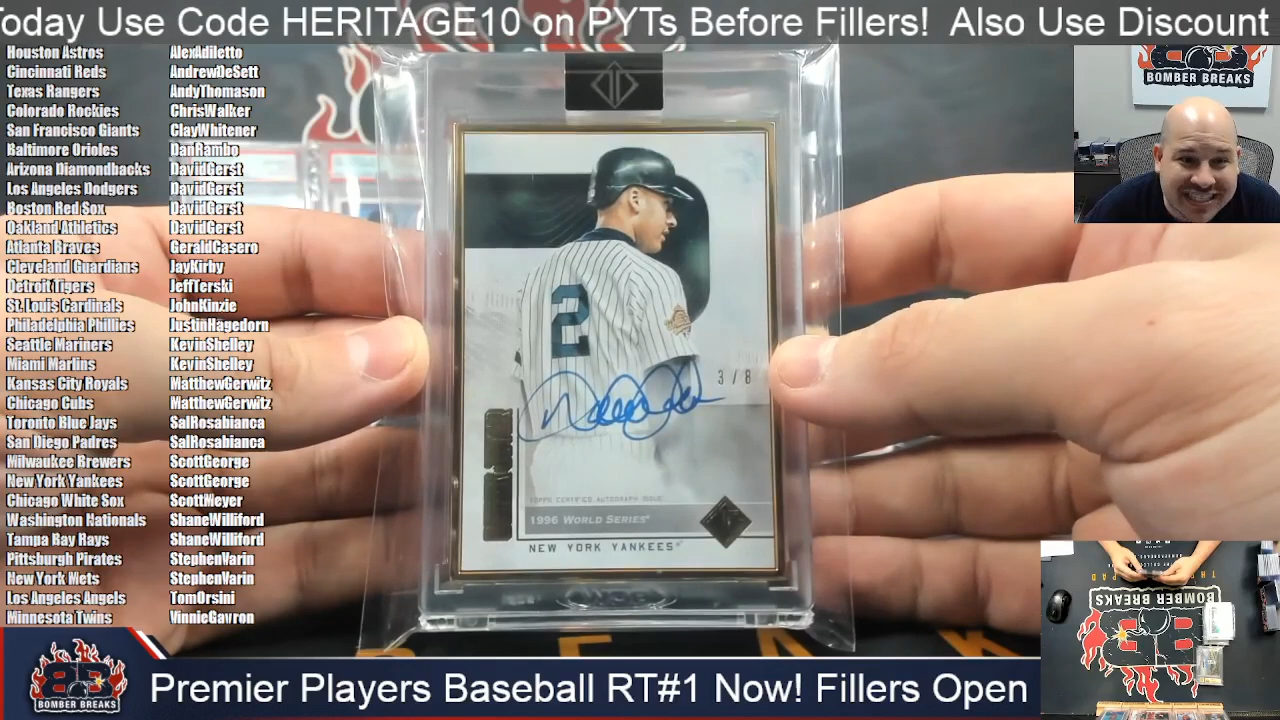 Today Use Code HERITAGE10 on PYTs Before Fillers! Also Use Discount
Houston Astros AlexAdiletto
Cincinnati Reds AndrewDeSett
Texas Rangers AndyThomason
Colorado Rockies ChrisWalker
San Francisco Giants ClayWhitener
Baltimore Orioles DanRambo
Arizona Diamondbacks DavidGerst
Los Angeles Dodgers DavidGerst
Boston Red Sox DavidGerst
Oakland Athletics DavidGerst
Atlanta Braves GeraldCasero
Cleveland Guardians JayKirby
Detroit Tigers JeffTerski
St. Louis Cardinals JohnKinzie
Philadelphia Phillies JustinHagedorn
Seattle Mariners KevinShelley
Miami Marlins KevinShelley
Kansas City Royals MatthewGerwitz
Chicago Cubs MatthewGerwitz
Toronto Blue Jays SalRosabianca
San Diego Padres SalRosabianca
Milwaukee Brewers ScottGeorge
New York Yankees ScottGeorge
Chicago White Sox ScottMeyer
Washington Nationals ShaneWilliford
Tampa Bay Rays ShaneWilliford
Pittsburgh Pirates StephenVarin
New York Mets StephenVarin
Los Angeles Angels TomOrsini
Minnesota Twins VinnieGavron
BOMBER BREAKS
2
3/8
TOPPS CERTIFIED AUTOGRAPH ISSUE
1996 WORLD SERIES
NEW YORK YANKEES
BOMBER BREAKS
BOMBER BREAKS
Premier Players Baseball RT#1 Now! Fillers Open